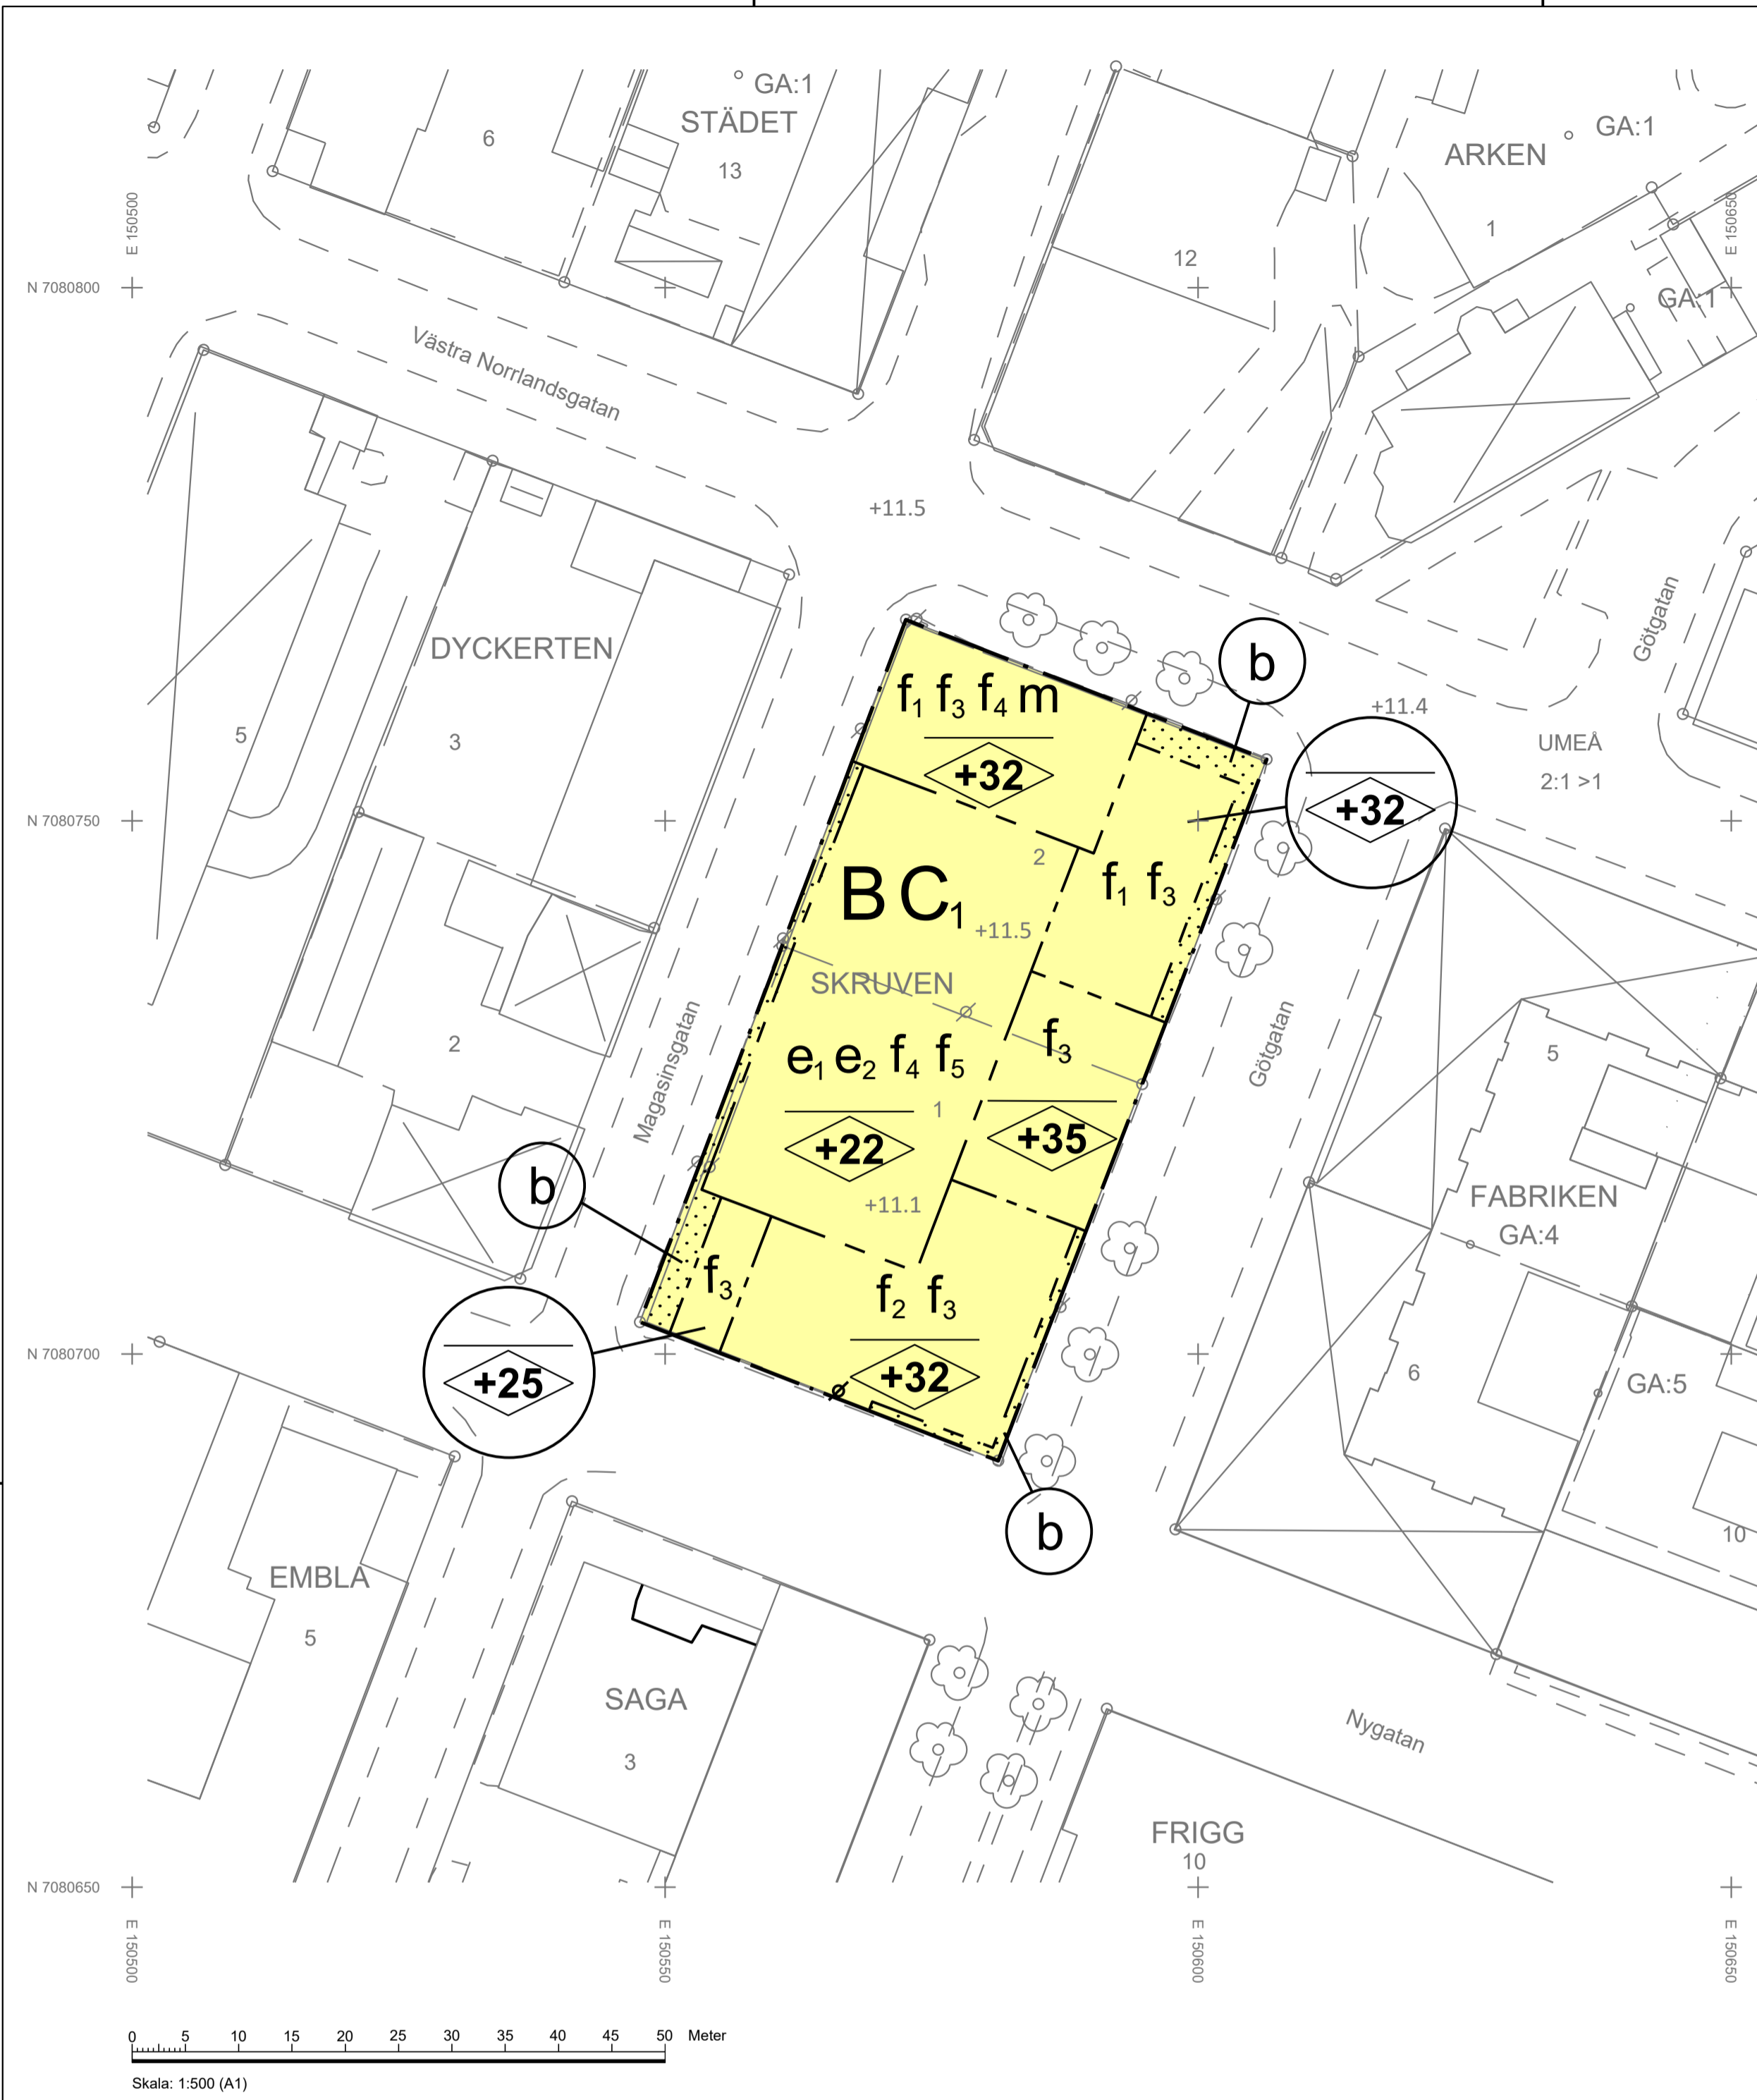 GA:1
STÄDET
13
6
GA:1
ARKEN
1
12
E 150500
E 150650
N 7080800
GA:1
Västra Norrlandsgatan
+11.5
Götgatan
DYCKERTEN
b
f1 f3 f4 m
+11.4
5
3
UMEÅ
2:1 >1
+32
+32
N 7080750
2
f1 f3
B C1
+11.5
SKRUVEN
f3
e1 e2 f4 f5
Magasinsgatan
Götgatan
2
5
1
+35
+22
b
FABRIKEN
GA:4
+11.1
f3
f2 f3
N 7080700
+25
+32
6
GA:5
b
10
EMBLA
5
SAGA
3
Nygatan
FRIGG
10
N 7080650
E 150500
E 150550
E 150600
E 150650
0 5 10 15 20 25 30 35 40 45 50 Meter
Skala: 1:500 (A1)